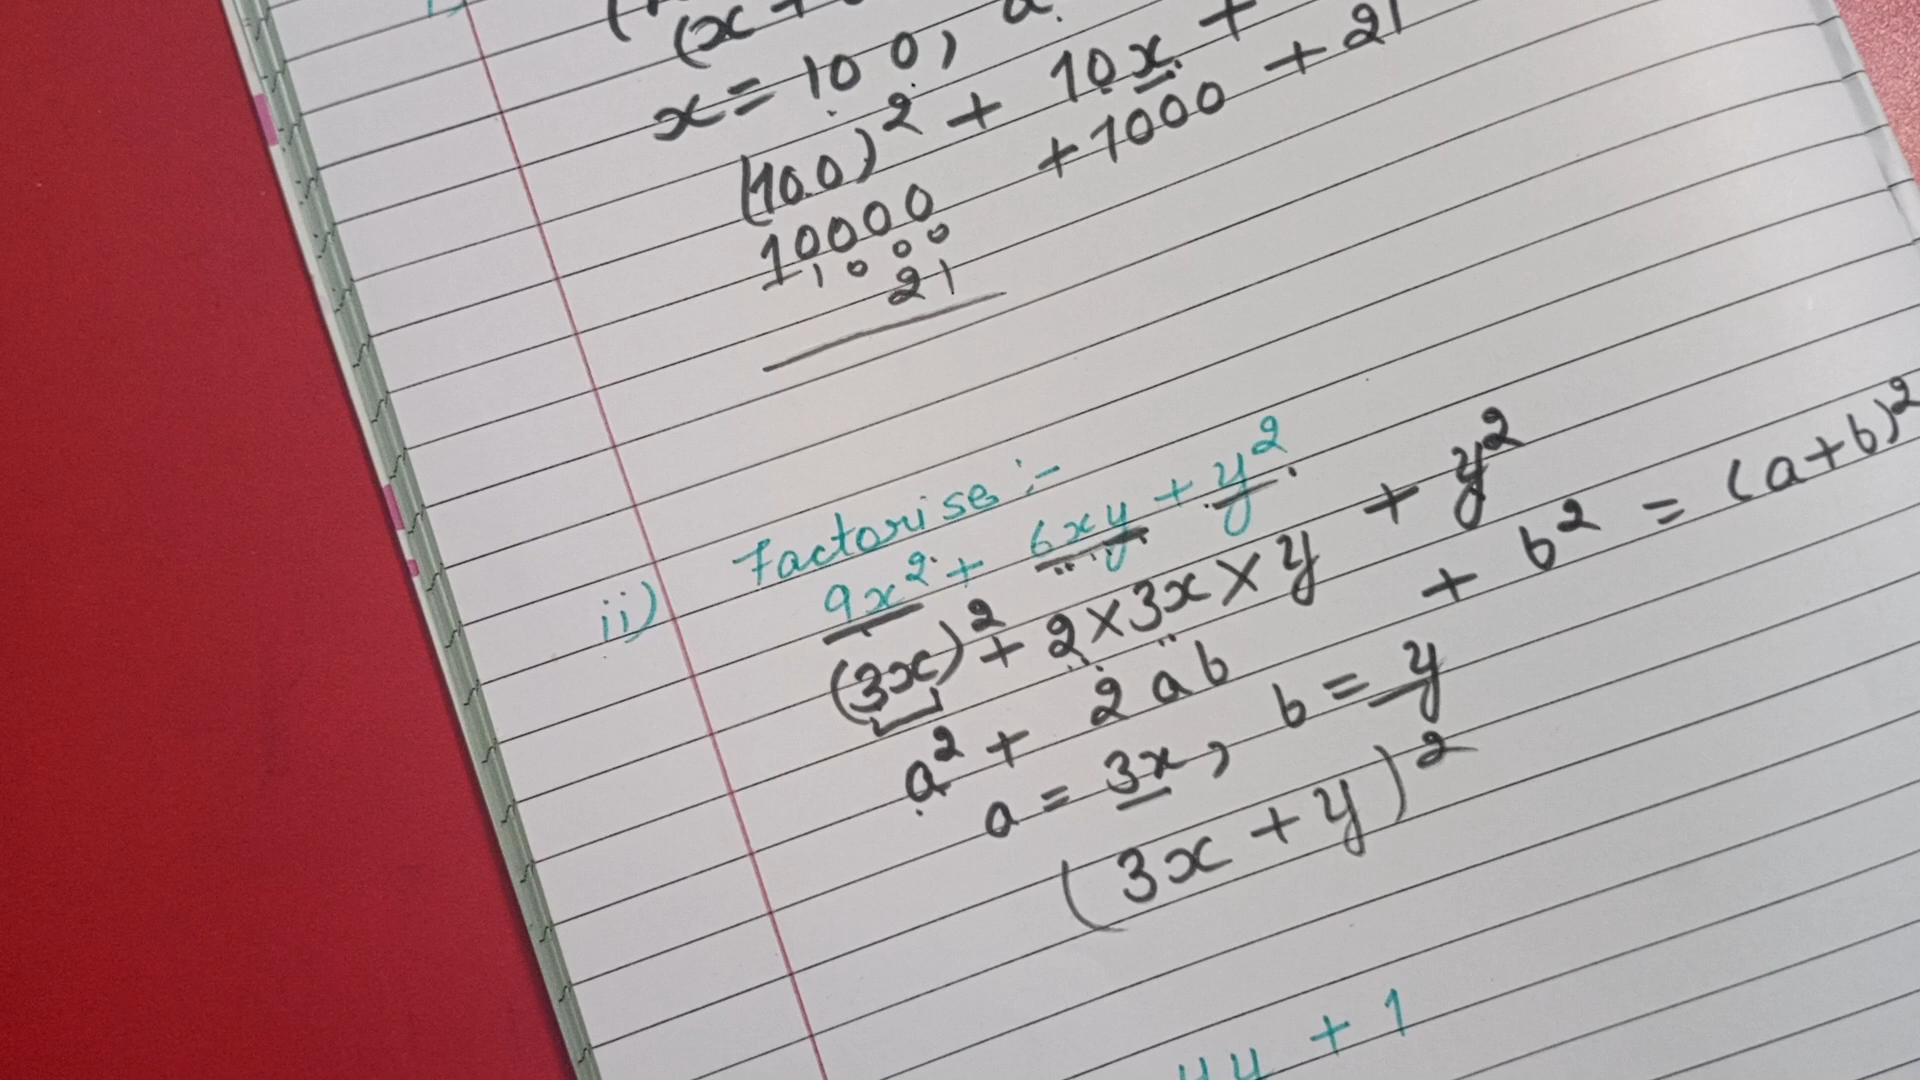 (x +
x = 100,
(100)² + 10x +
10000 + 1000 + 21
1000
21
Factorise :-
ii) 9x² + 6xy + y²
(3x)² + 2×3x×y + y²
a² + 2ab + b² = (a+b)²
a = 3x, b = y
(3x + y)²
+ 1